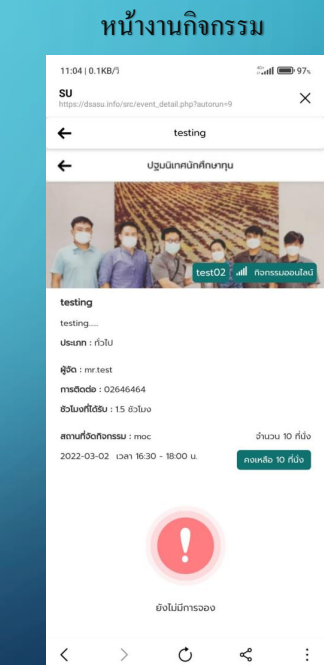 หน้างานกิจกรรม
11:04 | 0.1KB/ว
97%
SU
https://dsasu.info/src/event_detail.php?autorun=9
testing
ปฐมนิเทศนักศึกษาทุน
test02 กิจกรรมออนไลน์
testing
testing.....
ประเภท : ทั่วไป
ผู้จัด : mr.test
การติดต่อ : 02646464
ชั่วโมงที่ได้รับ : 1.5 ชั่วโมง
สถานที่จัดกิจกรรม : moc จำนวน 10 ที่นั่ง
2022-03-02 เวลา 16:30 - 18:00 น. คงเหลือ 10 ที่นั่ง
ยังไม่มีการจอง